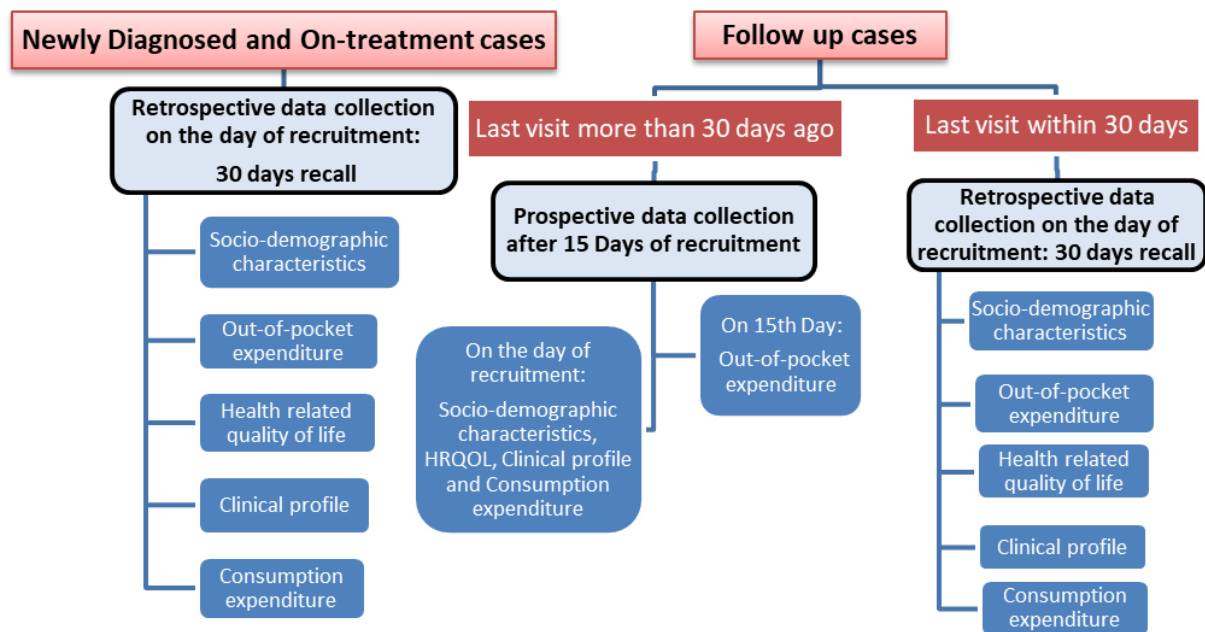 Newly Diagnosed and On-treatment cases
Retrospective data collection
on the day of recruitment:
30 days recall
Socio-demographic
characteristics
Out-of-pocket
expenditure
Health related
quality of life
Clinical profile
Consumption
expenditure
Follow up cases
Last visit more than 30 days ago
Prospective data collection
after 15 Days of recruitment
On the day of
recruitment:
Socio-demographic
characteristics,
HRQOL, Clinical profile
and Consumption
expenditure
On 15th Day:
Out-of-pocket
expenditure
Last visit within 30 days
Retrospective data
collection on the day of
recruitment: 30 days recall
Socio-demographic
characteristics
Out-of-pocket
expenditure
Health related
quality of life
Clinical profile
Consumption
expenditure